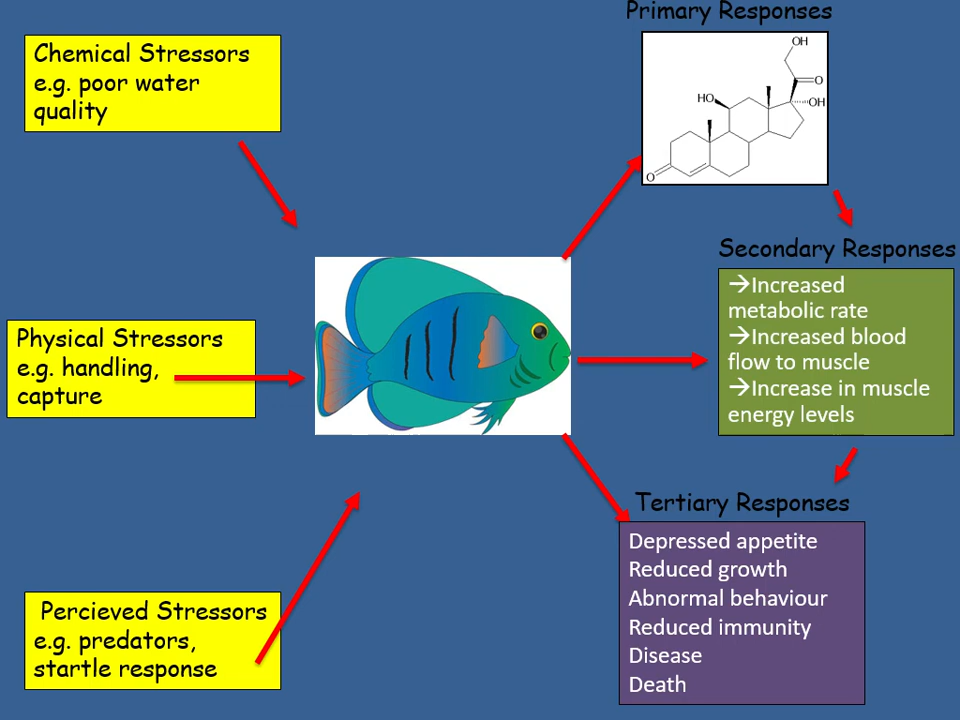 Primary Responses
Chemical Stressors
e.g. poor water
quality
OH
O
HO
OH
O
Secondary Responses
→Increased
metabolic rate
→Increased blood
flow to muscle
→Increase in muscle
energy levels
Physical Stressors
e.g. handling,
capture
Tertiary Responses
Depressed appetite
Reduced growth
Abnormal behaviour
Reduced immunity
Disease
Death
Percieved Stressors
e.g. predators,
startle response